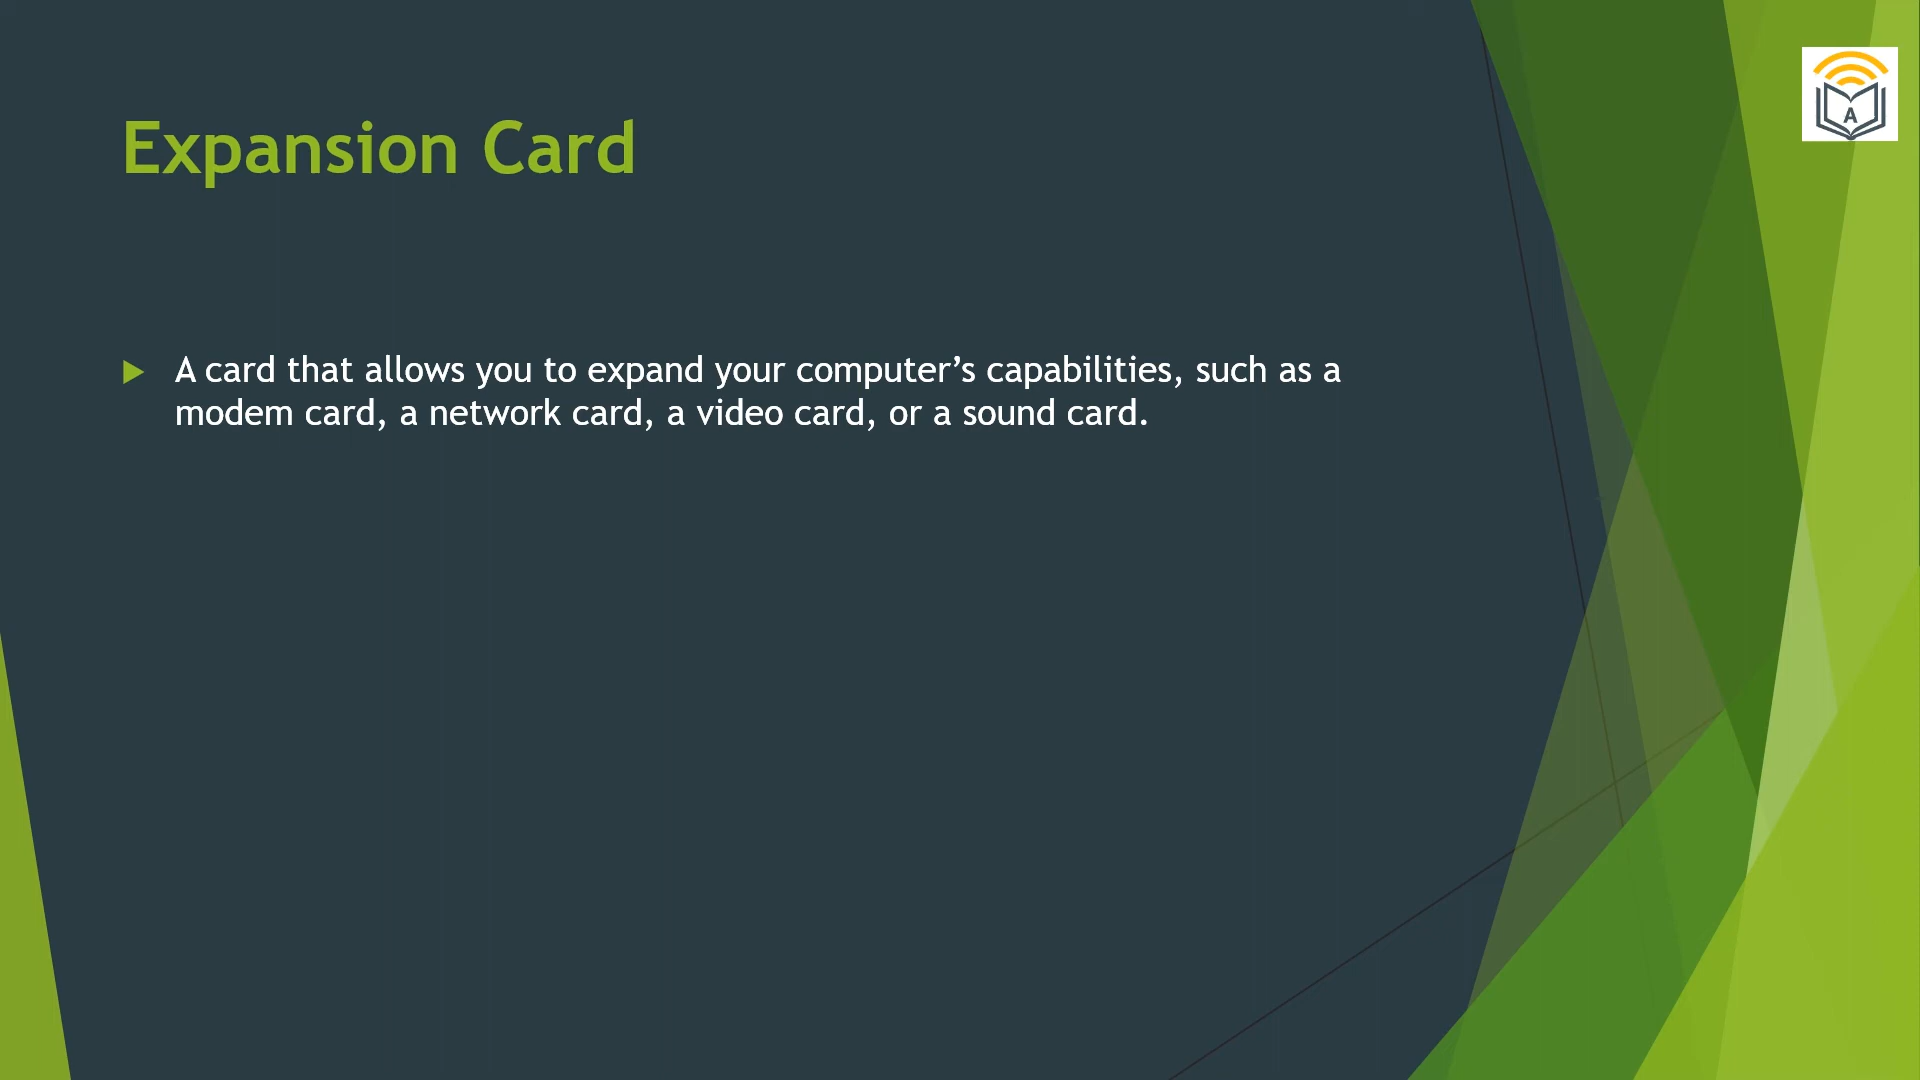 Expansion Card
A
A card that allows you to expand your computer’s capabilities, such as a
modem card, a network card, a video card, or a sound card.